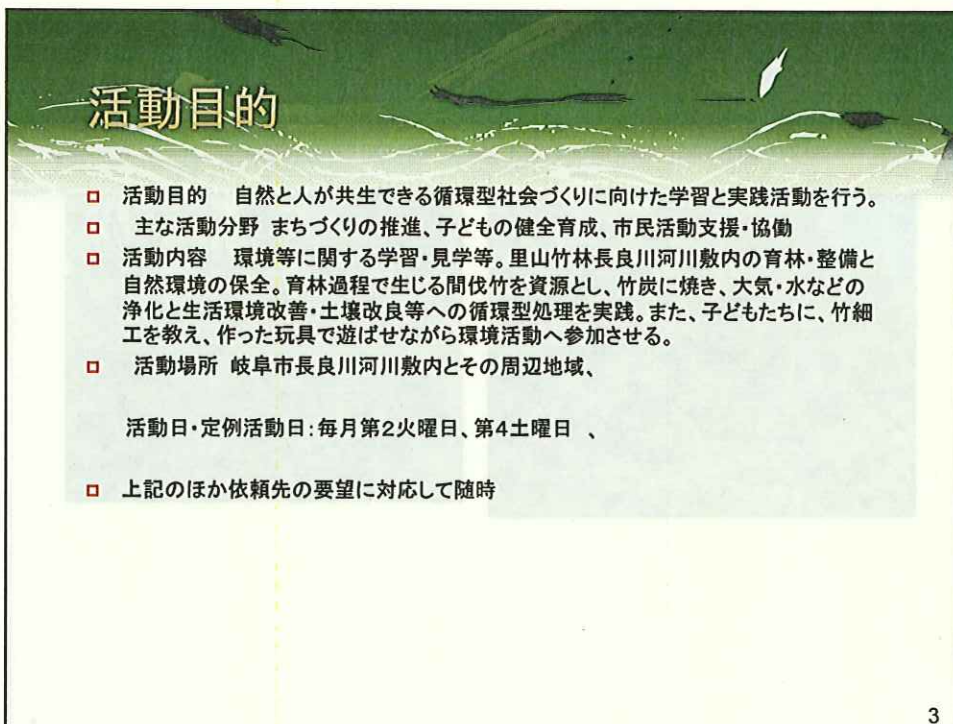 活動目的
□ 活動目的 自然と人が共生できる循環型社会づくりに向けた学習と実践活動を行う。
□ 主な活動分野 まちづくりの推進、子どもの健全育成、市民活動支援・協働
□ 活動内容 環境等に関する学習・見学等。里山竹林長良川河川敷内の育林・整備と
自然環境の保全。育林過程で生じる間伐竹を資源とし、竹炭に焼き、大気・水などの
浄化と生活環境改善・土壌改良等への循環型処理を実践。また、子どもたちに、竹細
工を教え、作った玩具で遊ばせながら環境活動へ参加させる。
□ 活動場所 岐阜市長良川河川敷内とその周辺地域、
活動日・定例活動日:毎月第2火曜日、第4土曜日 、
□ 上記のほか依頼先の要望に対応して随時
3